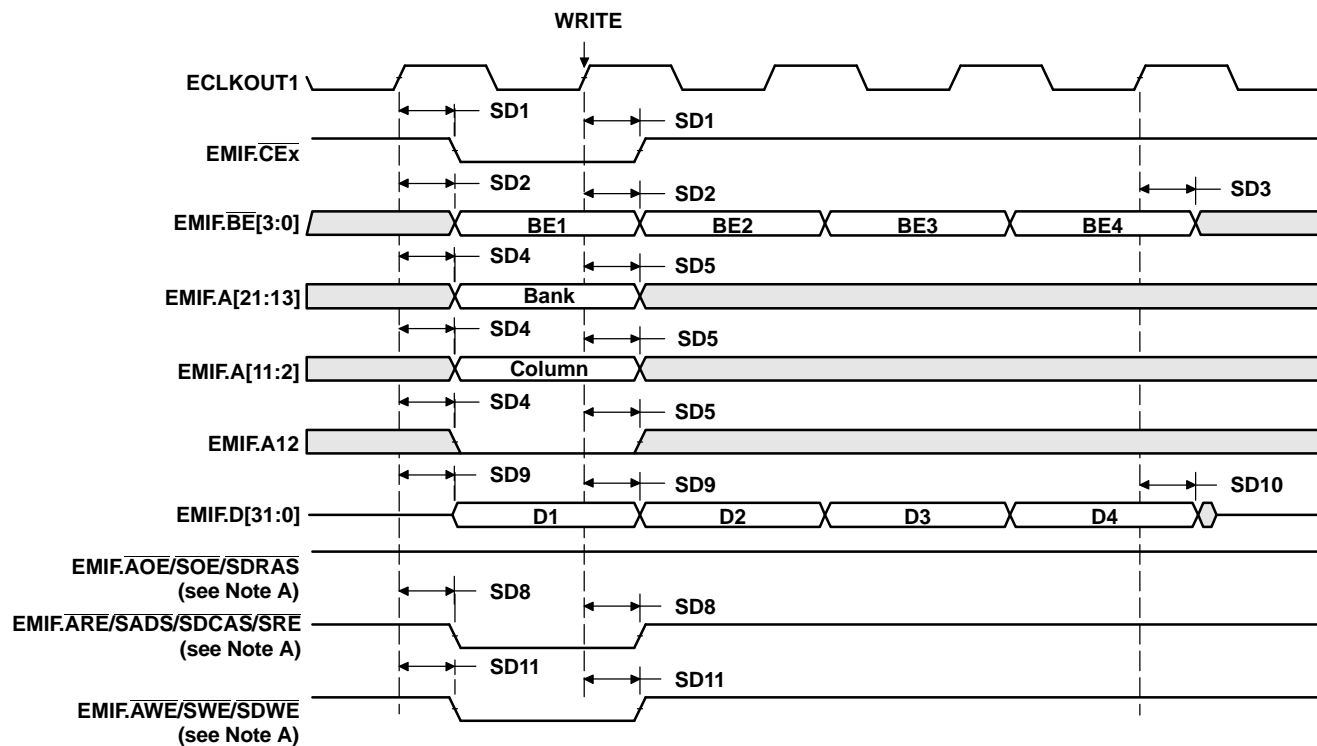 WRITE
ECLKOUT1
SD1
SD1
EMIF.CEx
SD2
SD2
SD3
EMIF.BE[3:0]
BE1
BE2
BE3
BE4
SD4
SD5
EMIF.A[21:13]
Bank
SD4
SD5
EMIF.A[11:2]
Column
SD4
SD5
EMIF.A12
SD9
SD9
SD10
EMIF.D[31:0]
D1
D2
D3
D4
EMIF.AOE/SOE/SDRAS
(see Note A)
SD8
SD8
EMIF.ARE/SADS/SDCAS/SRE
(see Note A)
SD11
SD11
EMIF.AWE/SWE/SDWE
(see Note A)